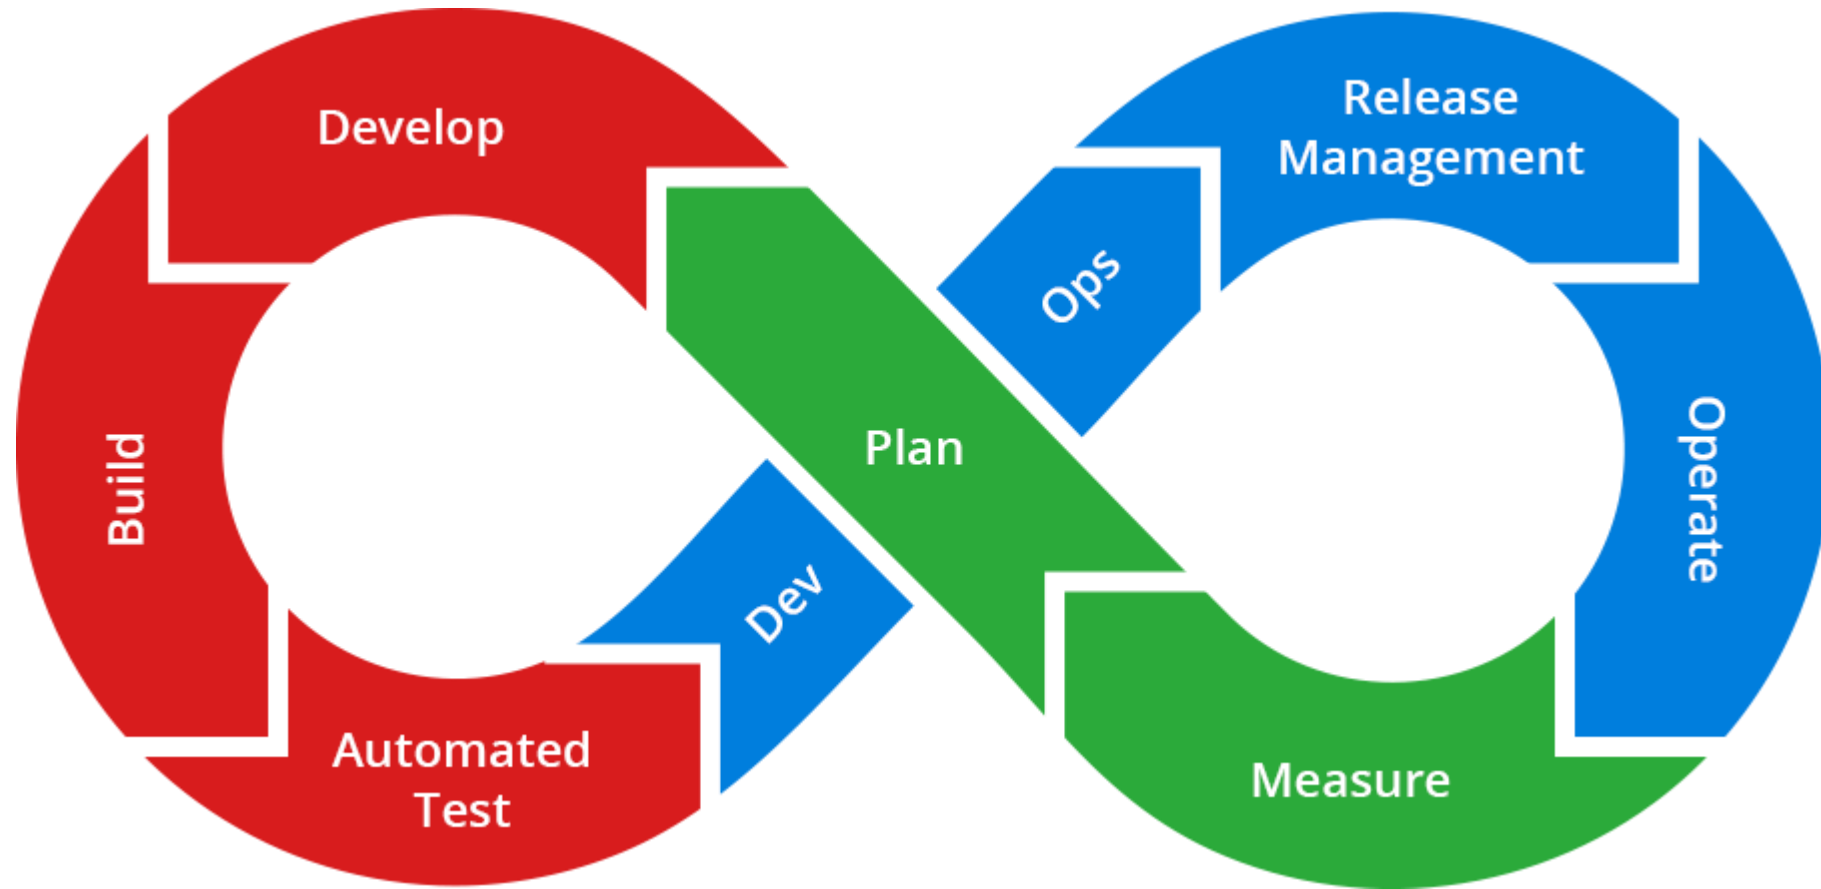 Develop
Release
Management
Ops
Build
Plan
Operate
Dev
Automated
Test
Measure